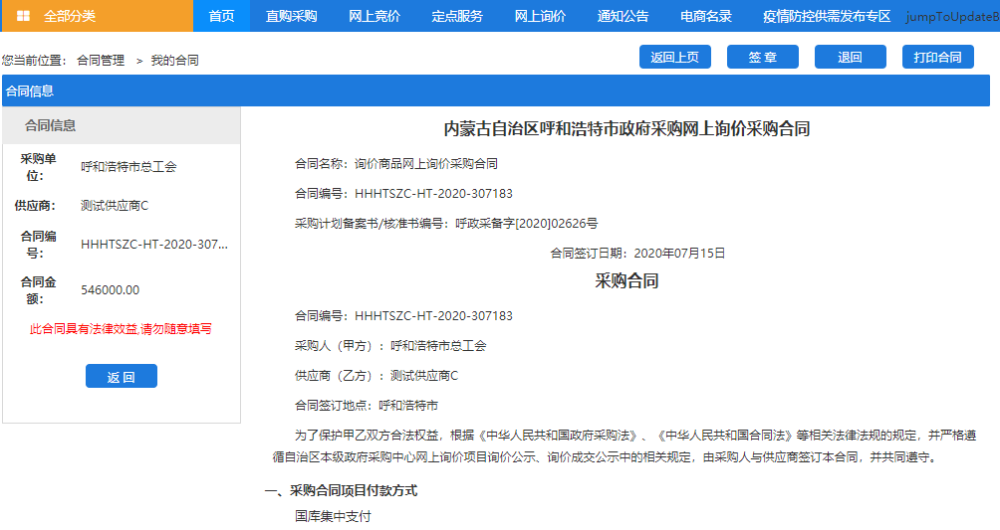 全部分类 首页 直购采购 网上竞价 定点服务 网上询价 通知公告 电商名录 疫情防控供需发布专区 jumpToUpdateB
您当前位置： 合同管理 > 我的合同 返回上页 签 章 退回 打印合同
合同信息
合同信息
采购单位： 呼和浩特市总工会
供应商： 测试供应商C
合同编号： HHHTSZC-HT-2020-307...
合同金额： 546000.00
此合同具有法律效益,请勿随意填写
返 回
内蒙古自治区呼和浩特市政府采购网上询价采购合同
合同名称：询价商品网上询价采购合同
合同编号：HHHTSZC-HT-2020-307183
采购计划备案书/核准书编号：呼政采备字[2020]02626号
合同签订日期：2020年07月15日
采购合同
合同编号：HHHTSZC-HT-2020-307183
采购人（甲方）：呼和浩特市总工会
供应商（乙方）：测试供应商C
合同签订地点：呼和浩特市
为了保护甲乙双方合法权益，根据《中华人民共和国政府采购法》、《中华人民共和国合同法》等相关法律法规的规定，并严格遵
循自治区本级政府采购中心网上询价项目询价公示、询价成交公示中的相关规定，由采购人与供应商签订本合同，并共同遵守。
一、采购合同项目付款方式
国库集中支付